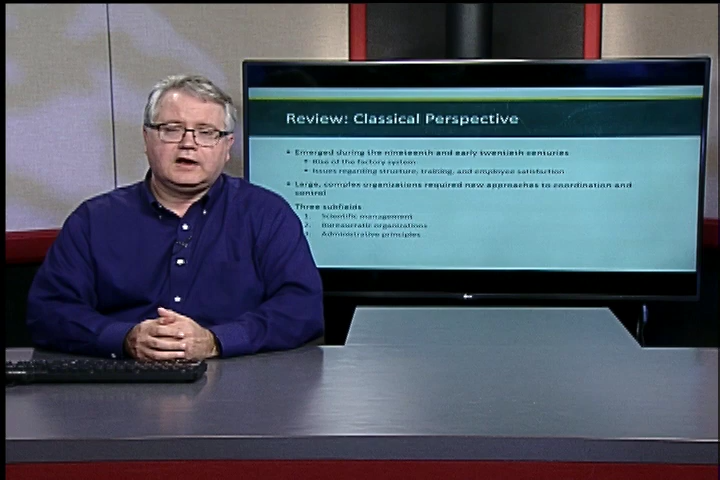 Review: Classical Perspective
Emerged during the nineteenth and early twentieth centuries
Rise of the factory system
Issues regarding structure, training, and employee satisfaction
Large, complex organizations required new approaches to coordination and
control
Three subfields
1. Scientific management
2. Bureaucratic organizations
3. Administrative principles
LG